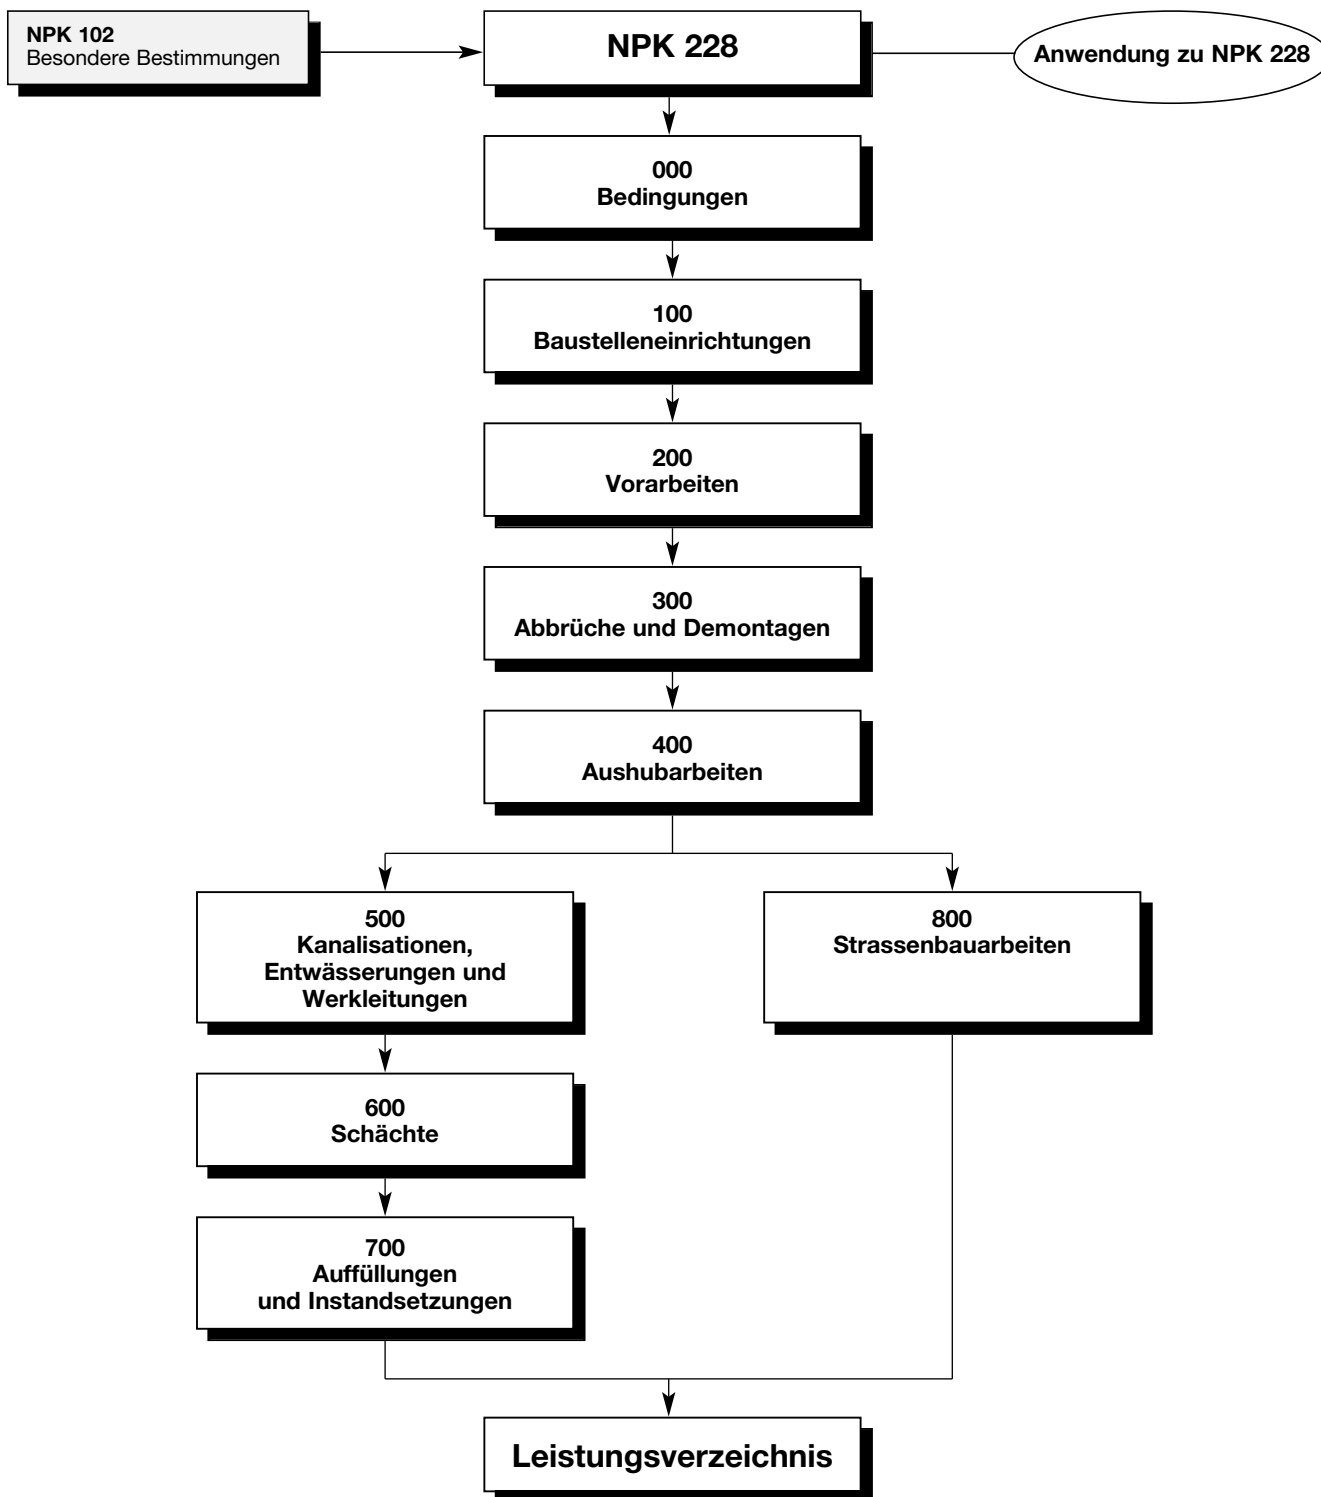 NPK 102
Besondere Bestimmungen
NPK 228
Anwendung zu NPK 228
000
Bedingungen
100
Baustelleneinrichtungen
200
Vorarbeiten
300
Abbrüche und Demontagen
400
Aushubarbeiten
500
Kanalisationen,
Entwässerungen und
Werkleitungen
800
Strassenbauarbeiten
600
Schächte
700
Auffüllungen
und Instandsetzungen
Leistungsverzeichnis